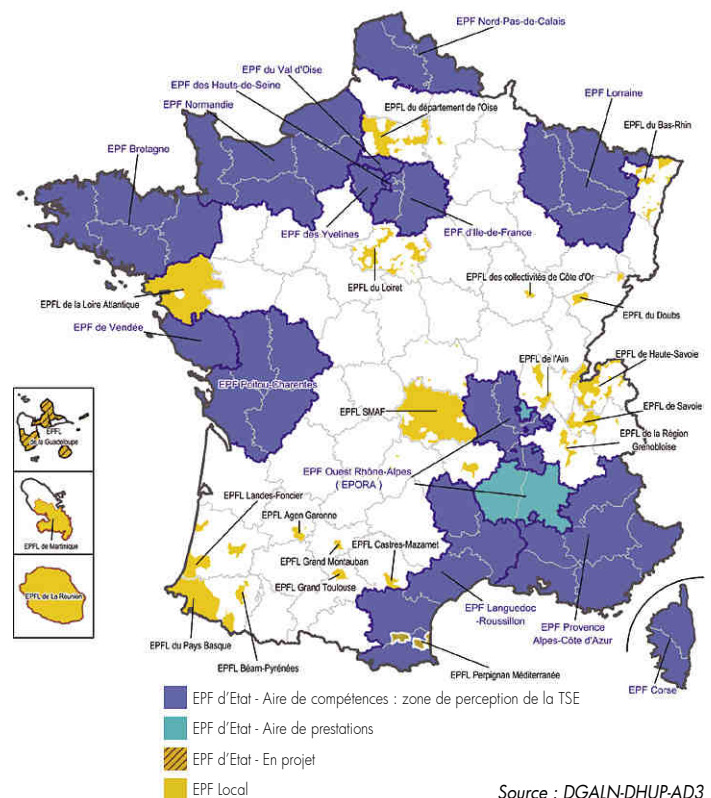 EPF Nord-Pas-de-Calais
EPF du Val d'Oise
EPF des Hauts-de-Seine
EPF Normandie
EPFL du département de l'Oise
EPF Lorraine
EPFL du Bas-Rhin
EPF Bretagne
EPF des Yvelines
EPF d'Ile-de-France
EPFL du Loiret
EPFL des collectivités de Côte d'Or
EPFL de la Loire Atlantique
EPFL du Doubs
EPF de Vendée
EPFL de l'Ain
EPFL de Haute-Savoie
EPF Poitou-Charentes
EPFL SMAF
EPFL de Savoie
EPFL
de la Guadeloupe
EPFL de la Région
Grenobloise
EPF Ouest Rhône-Alpes
( EPORA )
EPFL Landes-Foncier
EPFL Agen Garonne
EPFL de Martinique
EPFL Grand Montauban
EPFL Castres-Mazamet
EPFL Grand Toulouse
EPFL de La Réunion
EPF Languedoc
-Roussillon
EPF Provence
Alpes-Côte d'Azur
EPFL du Pays Basque
EPFL Béarn-Pyrénées
EPFL Perpignan Méditerranée
EPF Corse
EPF d'Etat - Aire de compétences : zone de perception de la TSE
EPF d'Etat - Aire de prestations
EPF d'Etat - En projet
EPF Local
Source : DGALN-DHUP-AD3